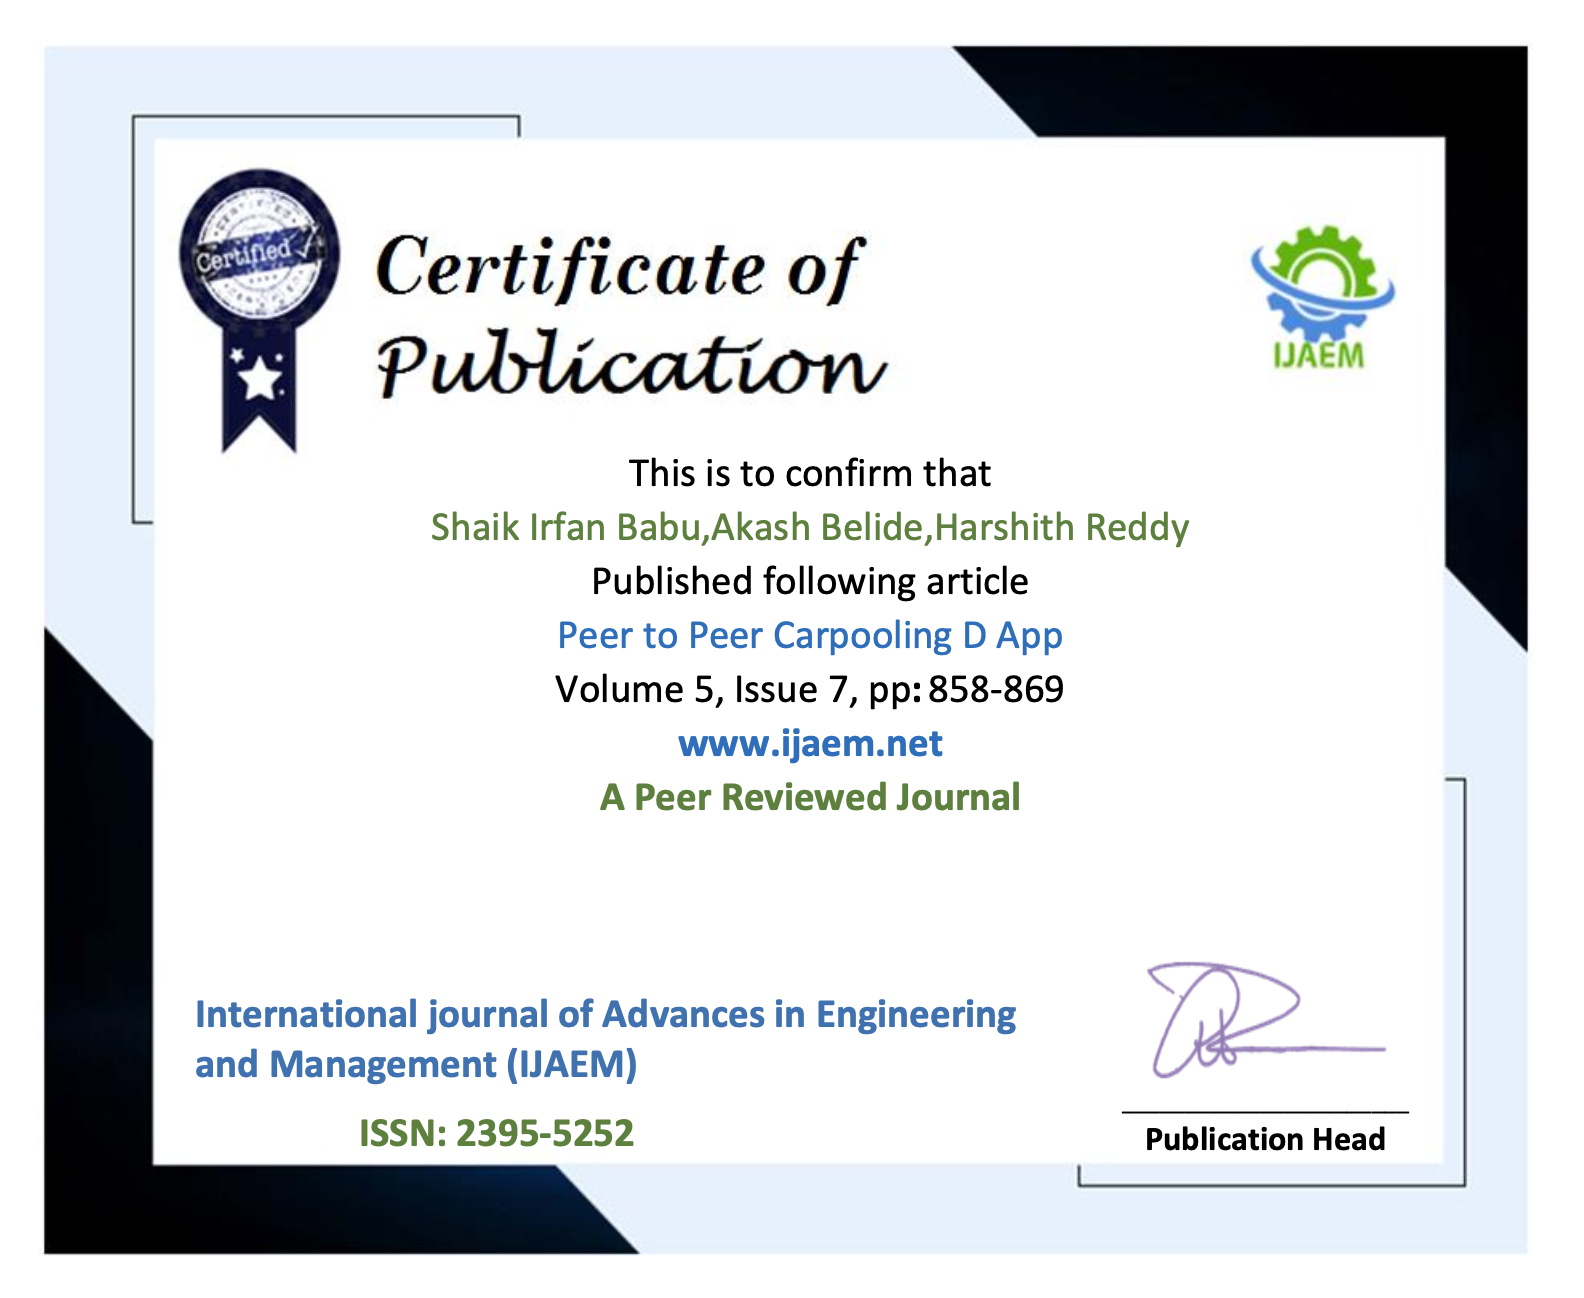 Certified
Certificate of
Publication
IJAEM
This is to confirm that
Shaik Irfan Babu,Akash Belide,Harshith Reddy
Published following article
Peer to Peer Carpooling D App
Volume 5, Issue 7, pp: 858-869
www.ijaem.net
A Peer Reviewed Journal
International journal of Advances in Engineering
and Management (IJAEM)
ISSN: 2395-5252
Publication Head